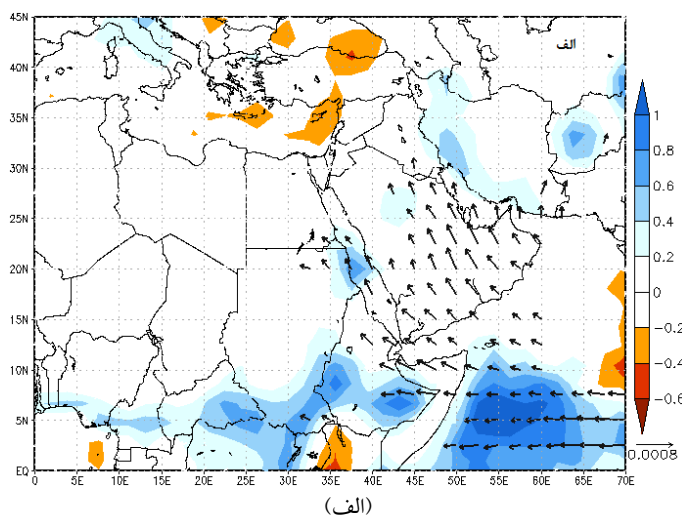 45N
الف
40N
35N
30N
25N
20N
15N
10N
5N
EQ
0 5E 10E 15E 20E 25E 30E 35E 40E 45E 50E 55E 60E 65E 70E
1
0.8
0.6
0.4
0.2
0
-0.2
-0.4
-0.6
0.0008
(الف)